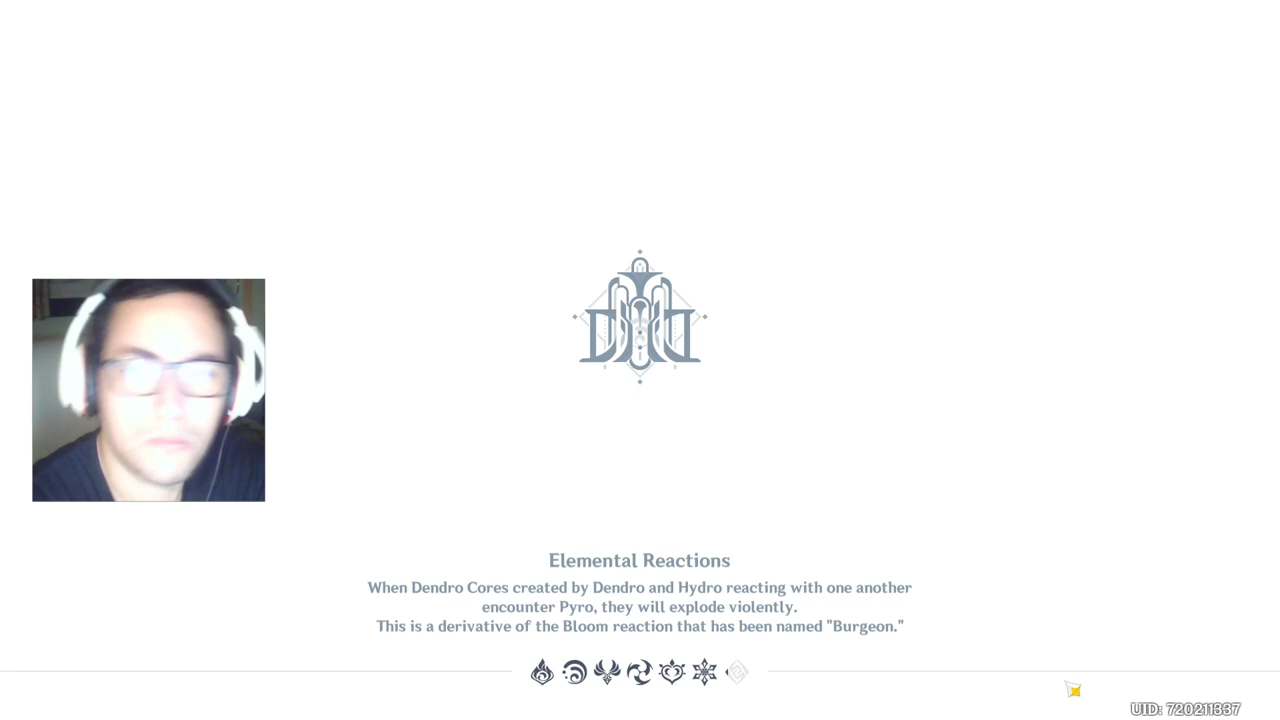 Elemental Reactions
When Dendro Cores created by Dendro and Hydro reacting with one another
encounter Pyro, they will explode violently.
This is a derivative of the Bloom reaction that has been named "Burgeon."
UID: 720211337